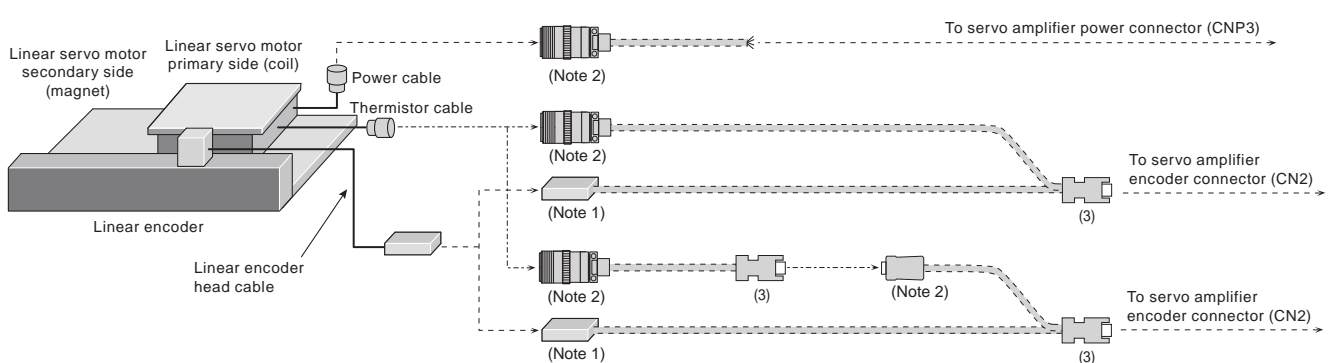 To servo amplifier power connector (CNP3)
Linear servo motor
secondary side
(magnet)
Linear servo motor
primary side (coil)
Power cable
(Note 2)
Thermistor cable
(Note 2)
To servo amplifier
encoder connector (CN2)
(Note 1)
(3)
Linear encoder
Linear encoder
head cable
(Note 2)
(3)
(Note 2)
To servo amplifier
encoder connector (CN2)
(Note 1)
(3)